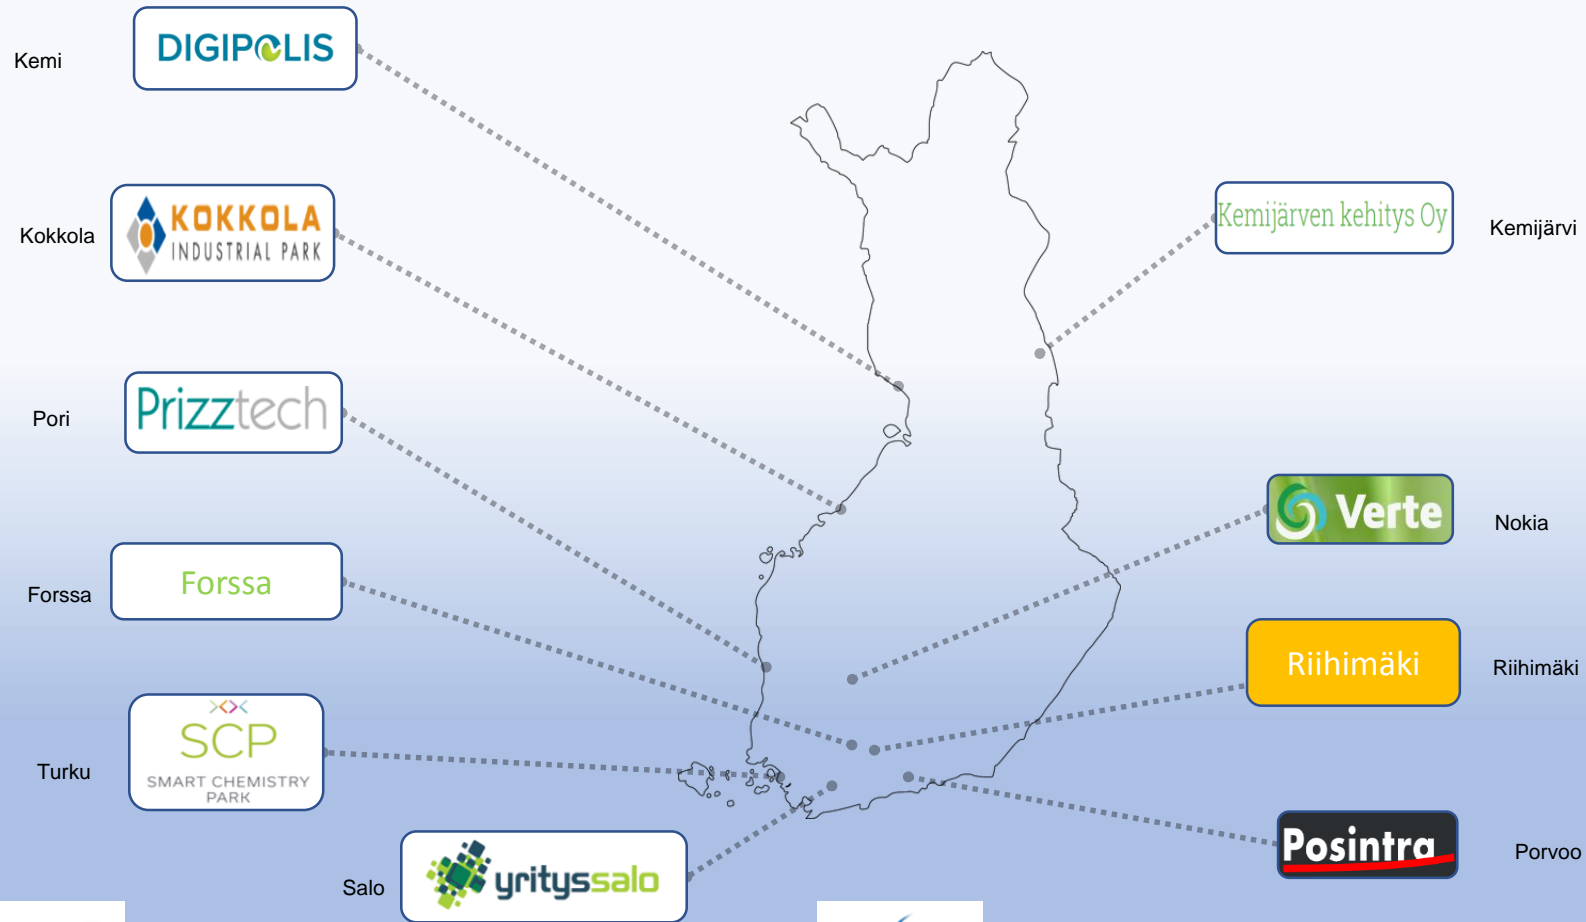 Kemi
DIGIPOLIS
Kokkola
KOKKOLA
INDUSTRIAL PARK
Pori
Prizztech
Forssa
Forssa
Turku
SCP
SMART CHEMISTRY
PARK
Salo
yrityssalo
Kemijärven kehitys Oy
Kemijärvi
Verte
Nokia
Riihimäki
Riihimäki
Posintra
Porvoo